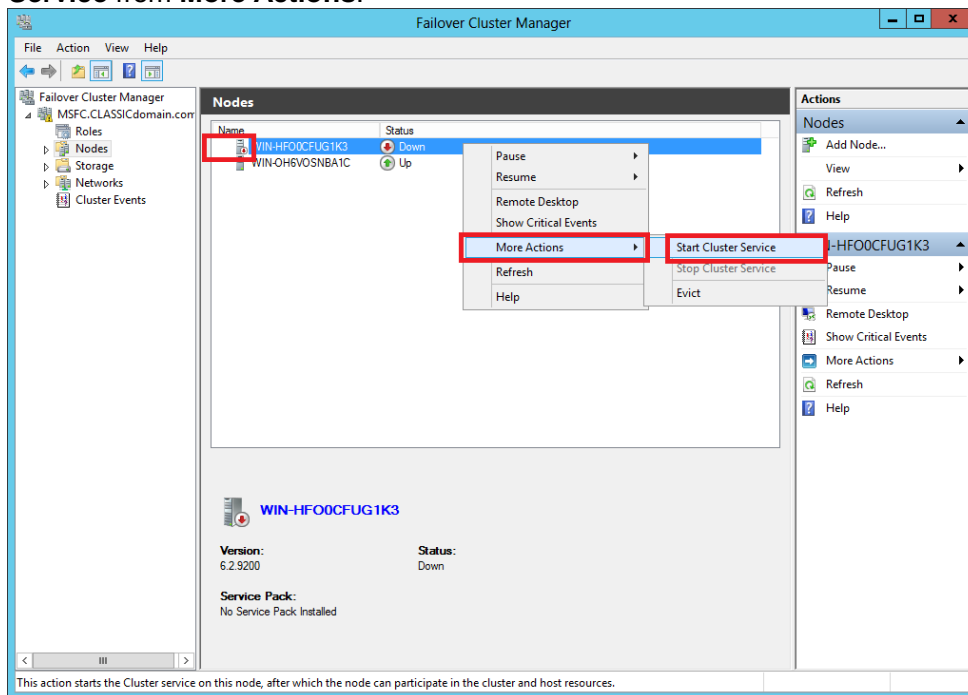 Service from More Actions.
Failover Cluster Manager
File Action View Help
Failover Cluster Manager
MSFC.CLASSICdomain.com
Roles
Nodes
Storage
Networks
Cluster Events
Nodes
Name Status
WIN-HFO0CFUG1K3 Down
WIN-OH6VOSNBA1C Up
Pause
Resume
Remote Desktop
Show Critical Events
More Actions
Refresh
Help
Start Cluster Service
Stop Cluster Service
Evict
WIN-HFO0CFUG1K3
Version: Status:
6.2.9200 Down
Service Pack:
No Service Pack Installed
Actions
Nodes
Add Node...
View
Refresh
Help
I-HFO0CFUG1K3
Pause
Resume
Remote Desktop
Show Critical Events
More Actions
Refresh
Help
This action starts the Cluster service on this node, after which the node can participate in the cluster and host resources.